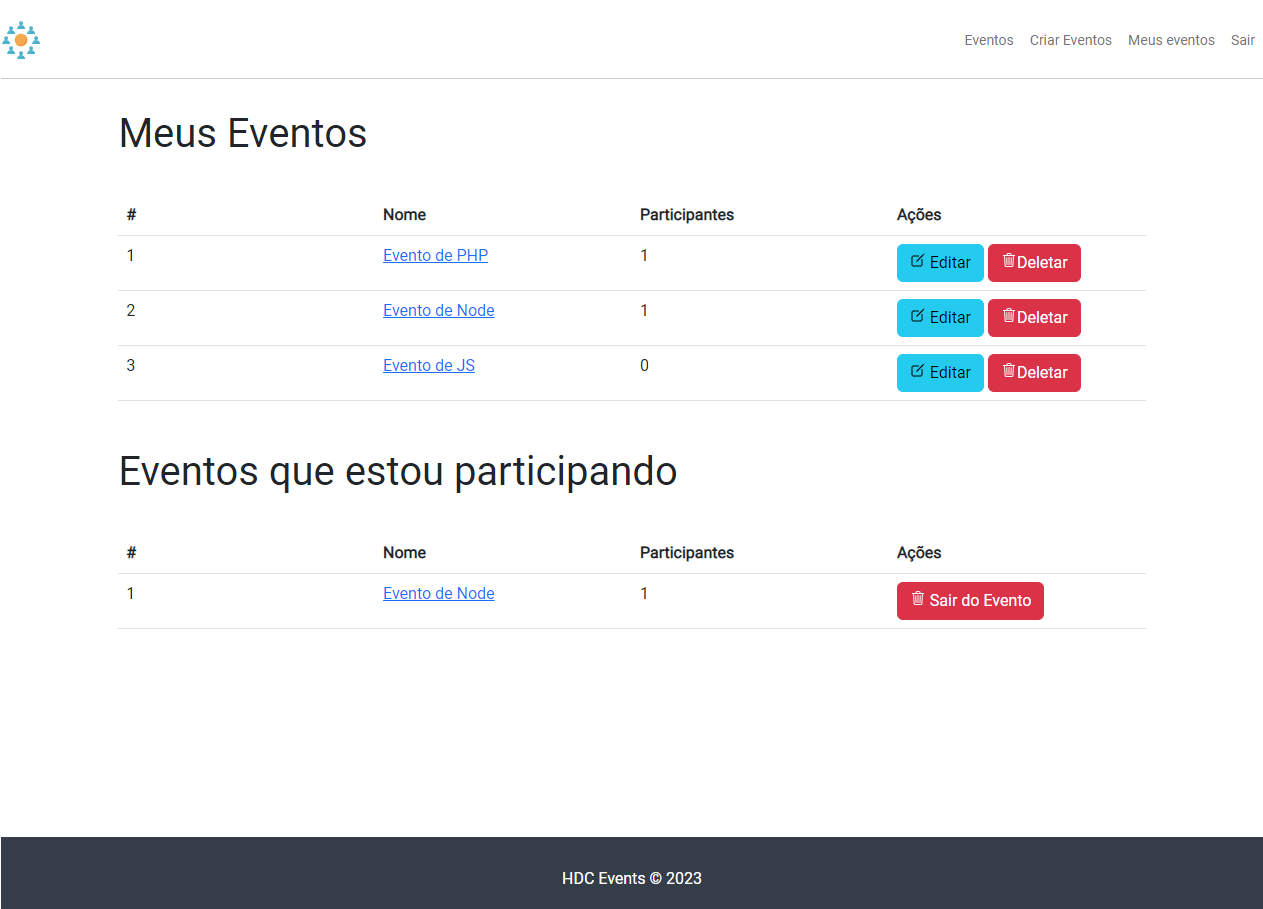 Eventos Criar Eventos Meus eventos Sair
Meus Eventos
# Nome Participantes Ações
1 Evento de PHP 1 Editar Deletar
2 Evento de Node 1 Editar Deletar
3 Evento de JS 0 Editar Deletar
Eventos que estou participando
# Nome Participantes Ações
1 Evento de Node 1 Sair do Evento
HDC Events © 2023